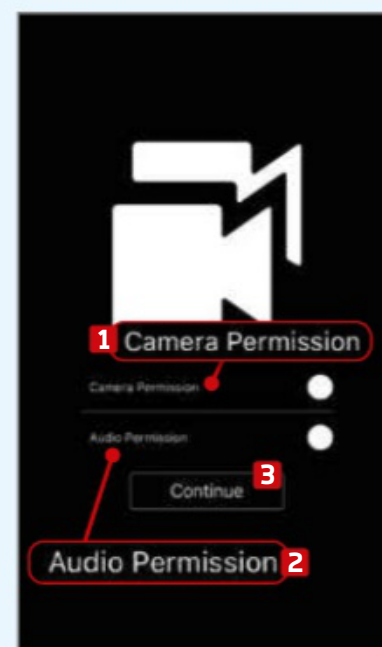 1 Camera Permission
Camera Permission
Audio Permission
Continue 3
Audio Permission 2